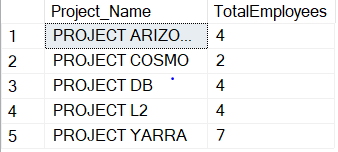 Project_Name TotalEmployees
1 PROJECT ARIZO... 4
2 PROJECT COSMO 2
3 PROJECT DB 4
4 PROJECT L2 4
5 PROJECT YARRA 7